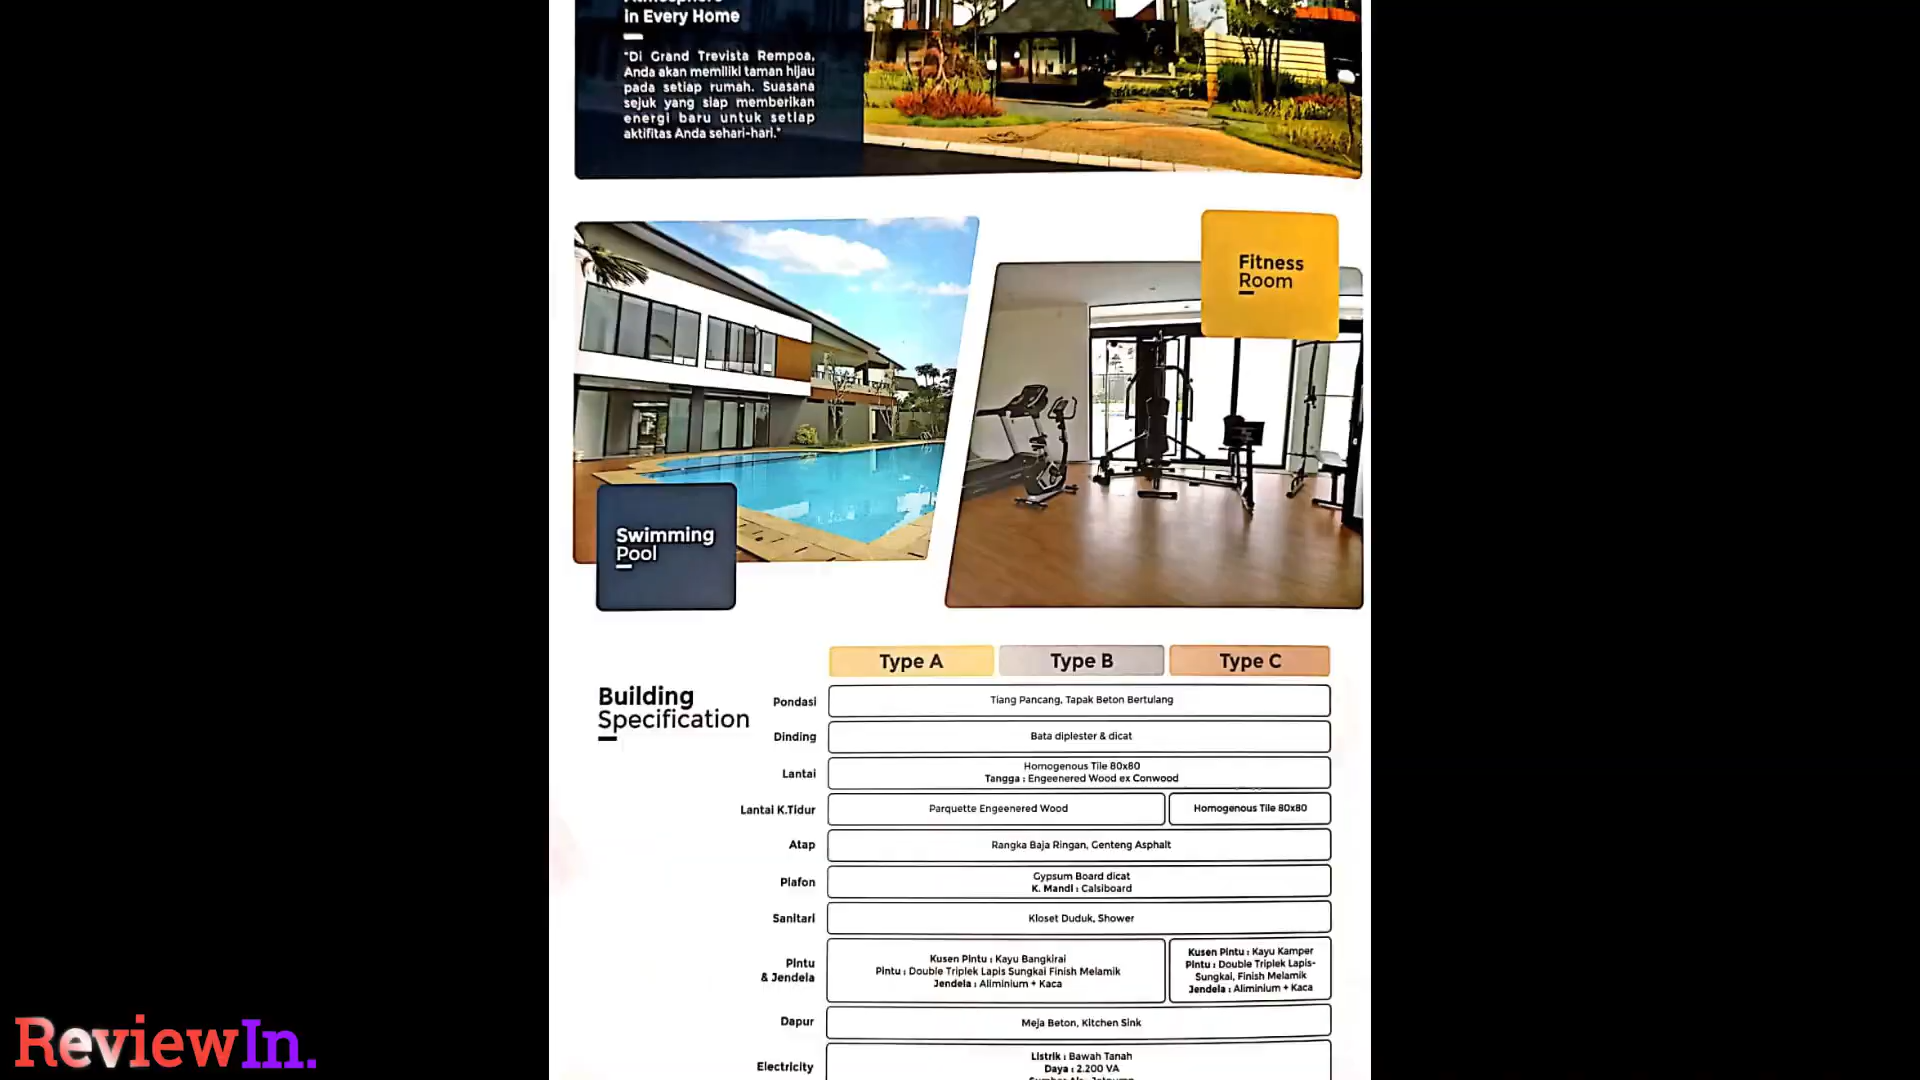 in Every Home
"Di Grand Trevista Rempoa,
Anda akan memiliki taman hijau
pada setiap rumah. Suasana
sejuk yang siap memberikan
energi baru untuk setiap
aktifitas Anda sehari-hari."
Fitness
Room
Swimming
Pool
Type A Type B Type C
Building
Specification
Pondasi Tiang Pancang, Tapak Beton Bertulang
Dinding Bata diplester & dicat
Lantai Homogenous Tile 80x80
Tangga : Engeenered Wood ex Conwood
Lantai K.Tidur Parquette Engeenered Wood Homogenous Tile 80x80
Atap Rangka Baja Ringan, Genteng Asphalt
Plafon Gypsum Board dicat
K. Mandi : Calsiboard
Sanitari Kloset Duduk, Shower
Pintu
& Jendela
Kusen Pintu : Kayu Bangkirai
Pintu : Double Triplek Lapis Sungkai Finish Melamik
Jendela : Aliminium + Kaca
Kusen Pintu : Kayu Kamper
Pintu : Double Triplek Lapis-
Sungkai, Finish Melamik
Jendela : Aliminium + Kaca
Dapur Meja Beton, Kitchen Sink
Electricity Listrik : Bawah Tanah
Daya : 2.200 VA
ReviewIn.